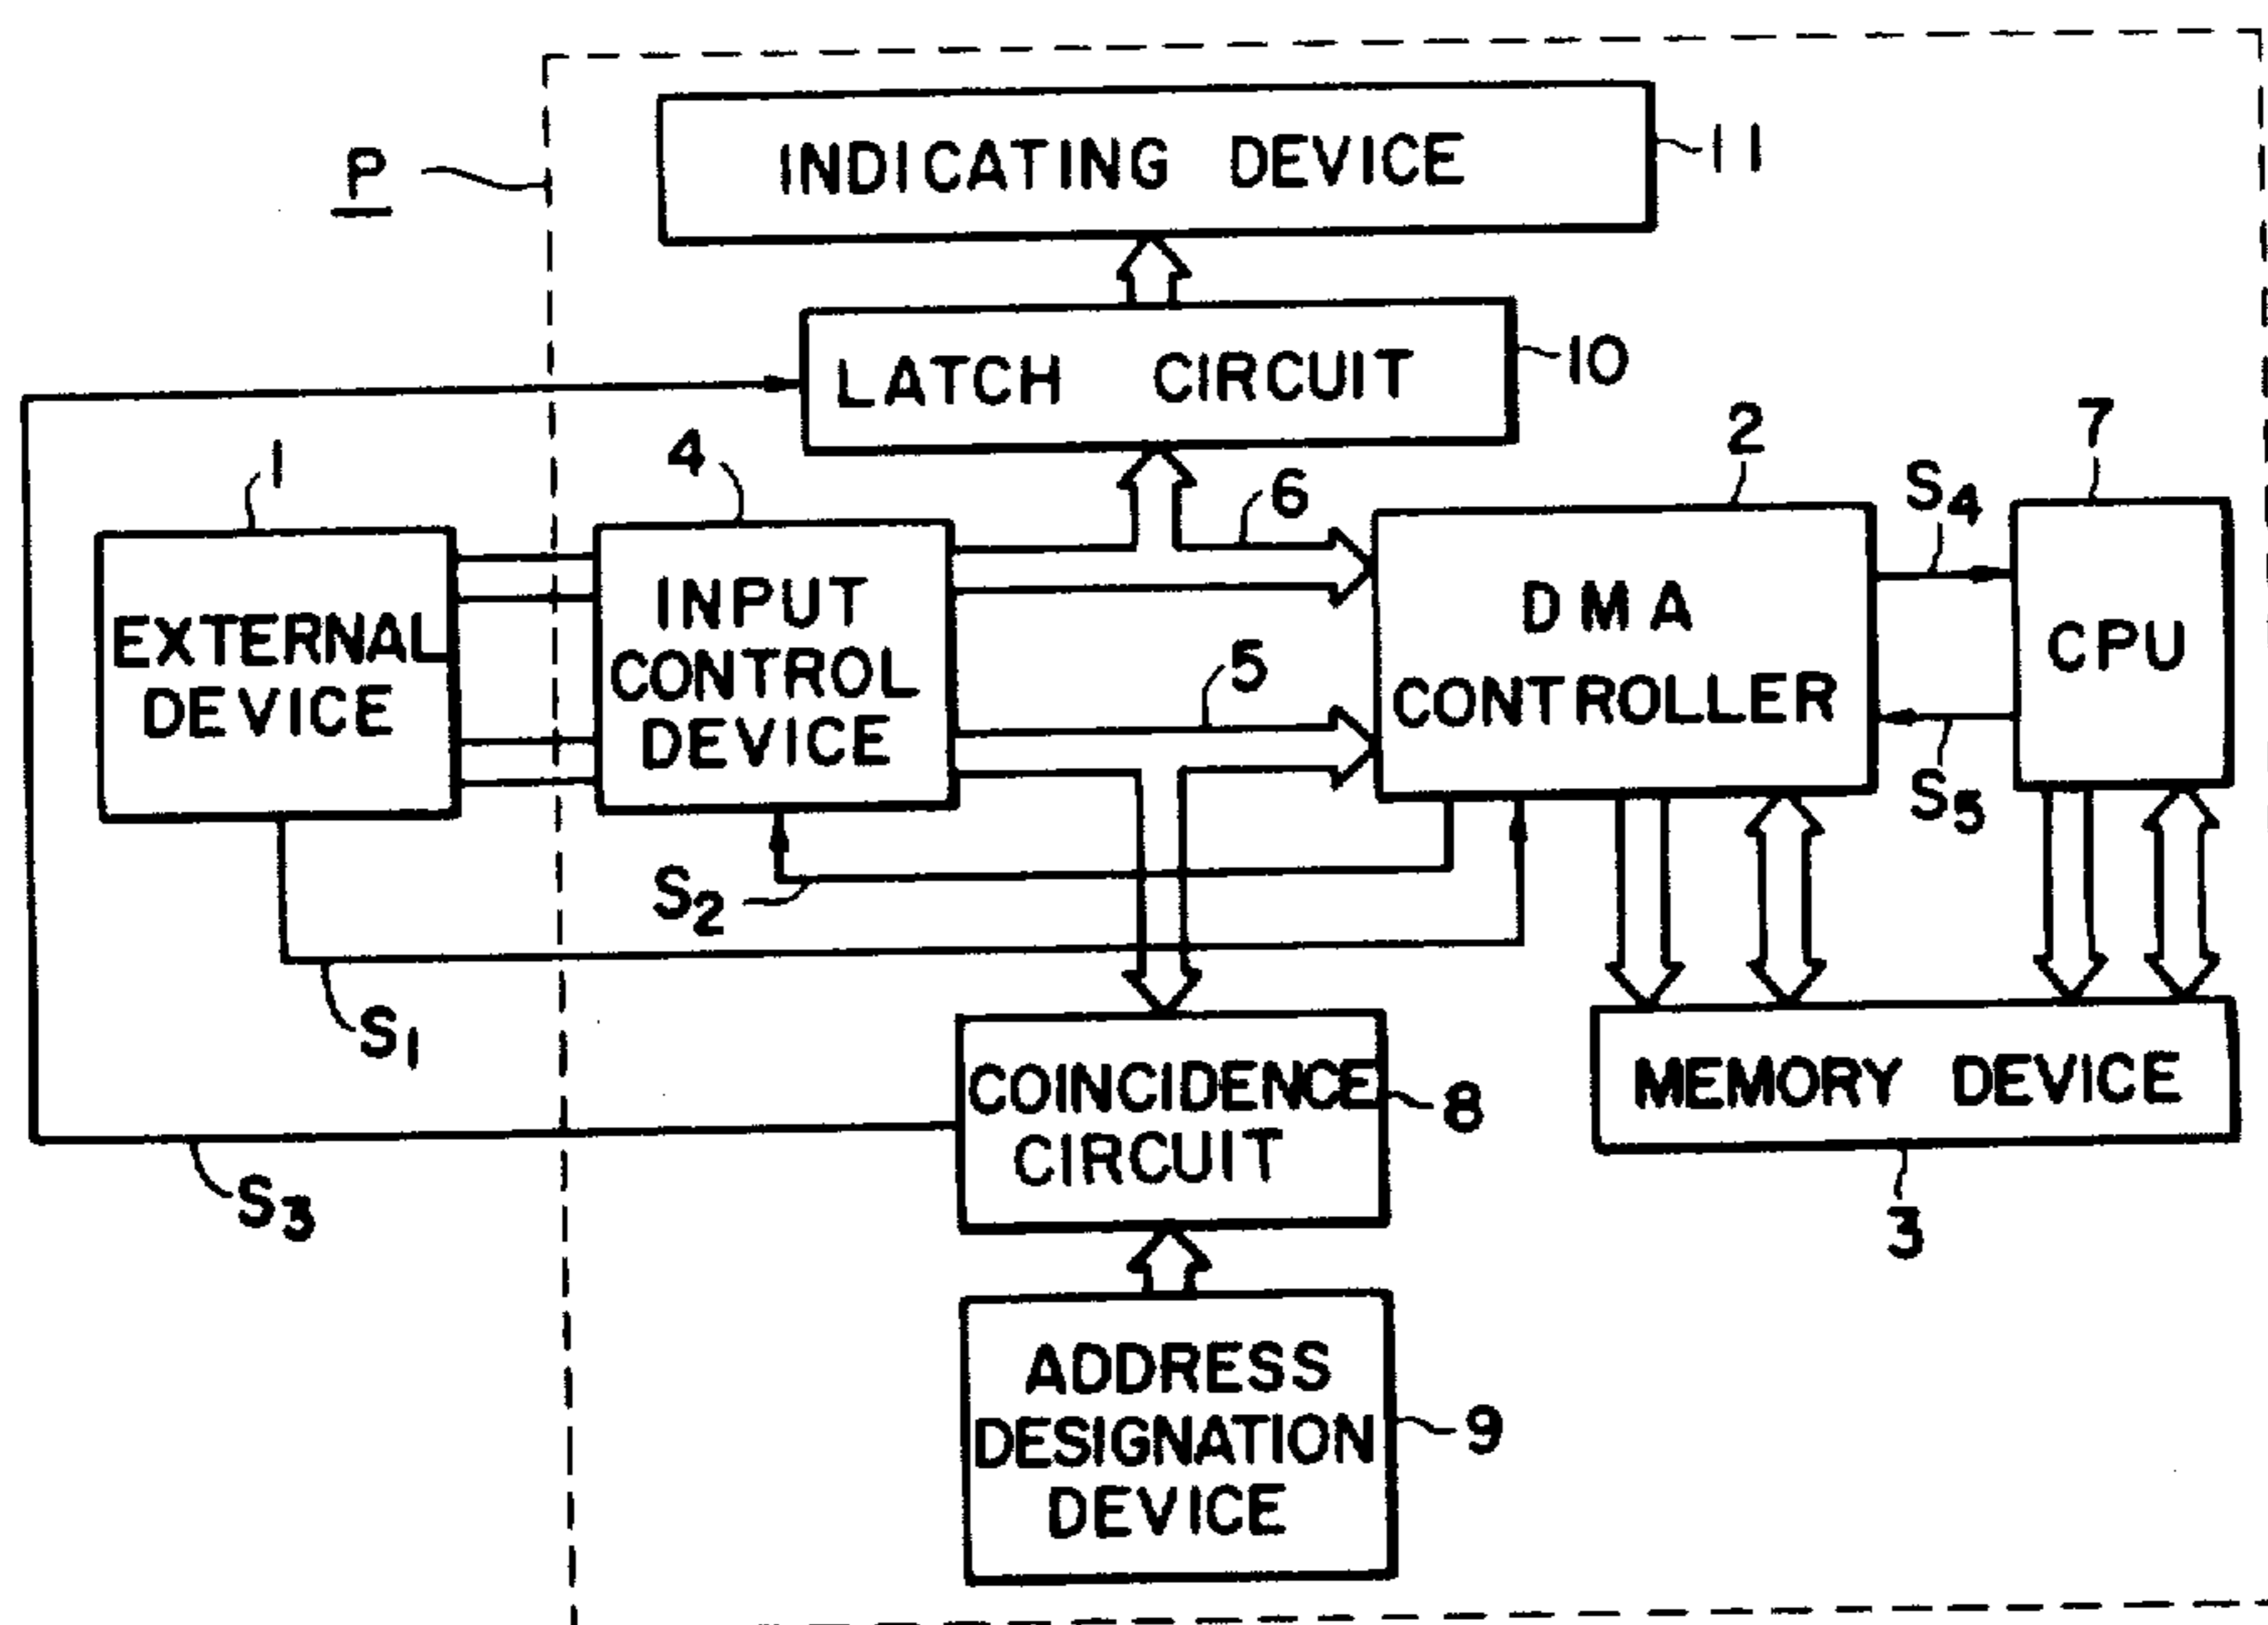 P
INDICATING DEVICE
11
LATCH CIRCUIT
10
1
4
6
2
S4
7
EXTERNAL
DEVICE
INPUT
CONTROL
DEVICE
5
DMA
CONTROLLER
CPU
S5
S2
S1
COINCIDENCE
CIRCUIT
8
MEMORY DEVICE
3
S3
ADDRESS
DESIGNATION
DEVICE
9